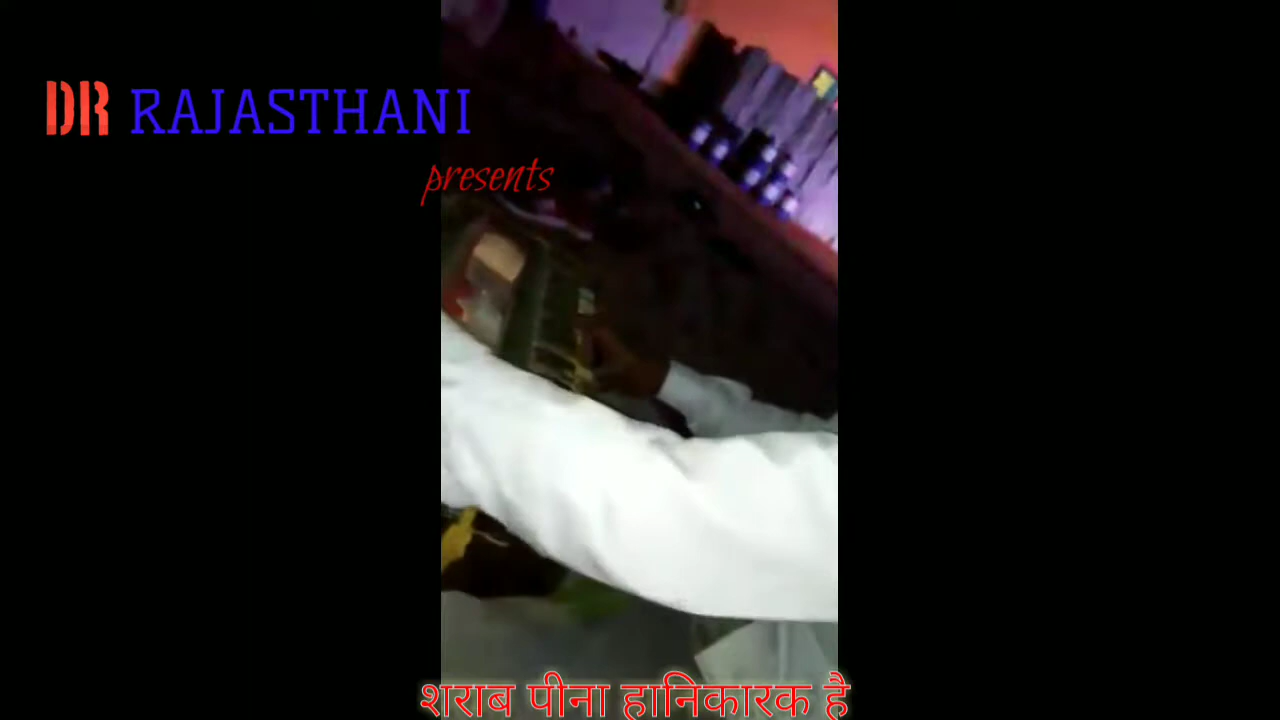 DR RAJASTHANI
presents
शराब पीना हानिकारक है